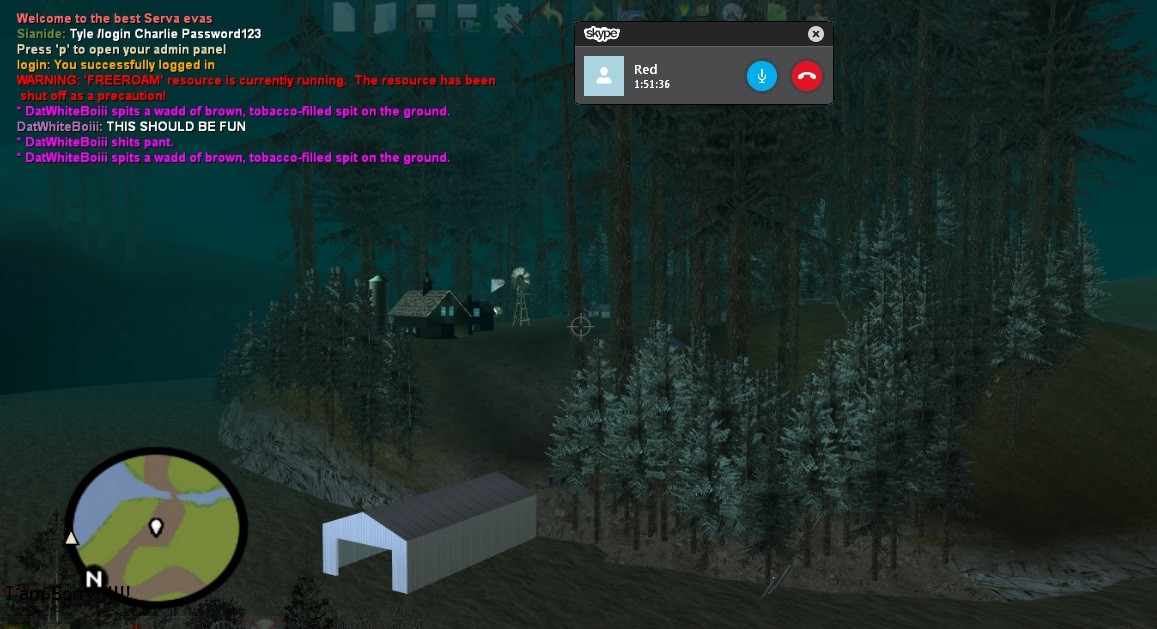 Welcome to the best Serva evas
Sianide: Tyle /login Charlie Password123
Press 'p' to open your admin panel
login: You successfully logged in
WARNING: 'FREEROAM' resource is currently running. The resource has been
shut off as a precaution!
* DatWhiteBoiii spits a wadd of brown, tobacco-filled spit on the ground.
DatWhiteBoiii: THIS SHOULD BE FUN
* DatWhiteBoiii shits pant.
* DatWhiteBoiii spits a wadd of brown, tobacco-filled spit on the ground.
skype
Red
1:51:36
N
I am